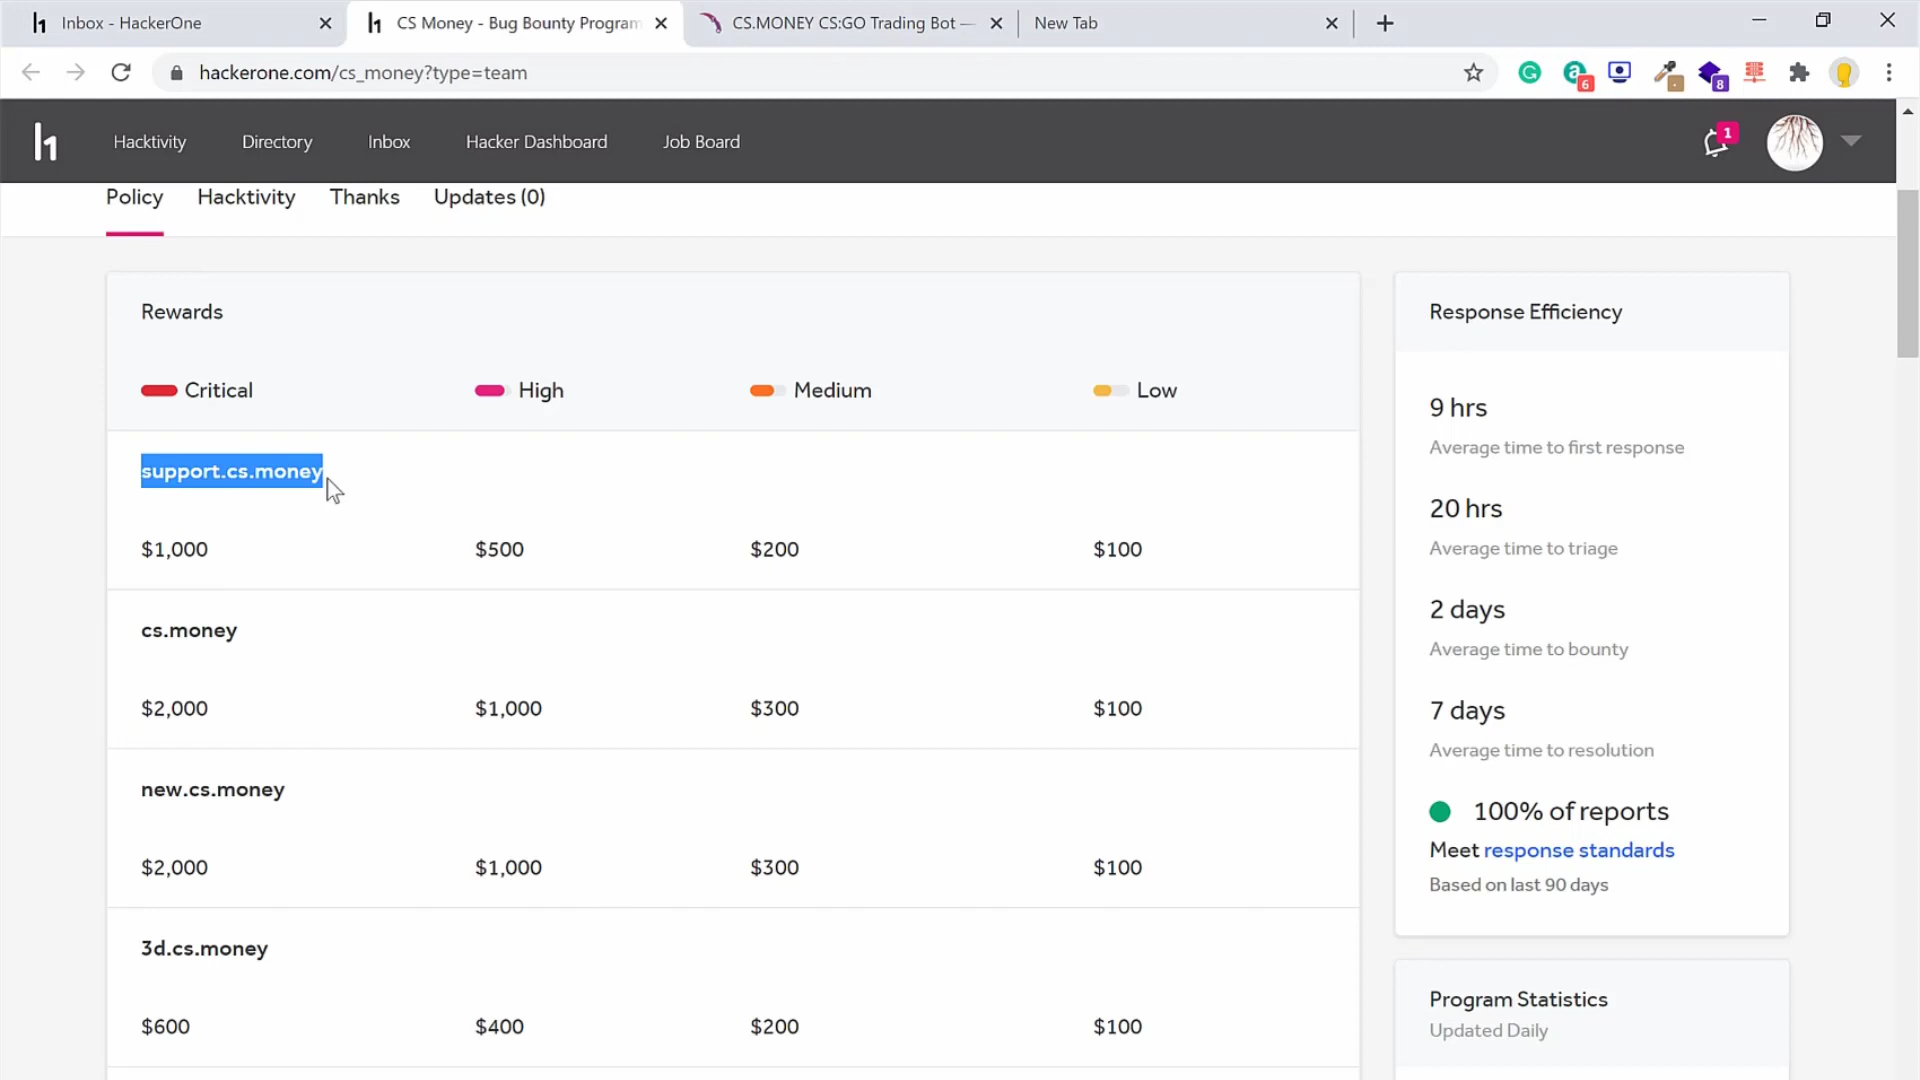 Inbox - HackerOne
CS Money - Bug Bounty Program
CS.MONEY CS:GO Trading Bot —
New Tab
hackerone.com/cs_money?type=team
6
8
h1
Hacktivity
Directory
Inbox
Hacker Dashboard
Job Board
1
Policy
Hacktivity
Thanks
Updates (0)
Rewards
Critical
High
Medium
Low
support.cs.money
$1,000
$500
$200
$100
cs.money
$2,000
$1,000
$300
$100
new.cs.money
$2,000
$1,000
$300
$100
3d.cs.money
$600
$400
$200
$100
Response Efficiency
9 hrs
Average time to first response
20 hrs
Average time to triage
2 days
Average time to bounty
7 days
Average time to resolution
100% of reports
Meet response standards
Based on last 90 days
Program Statistics
Updated Daily